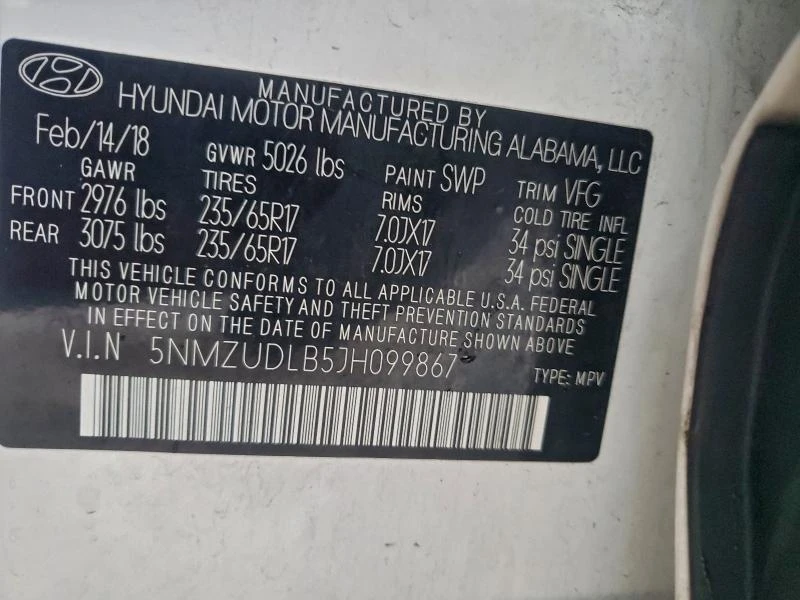 MANUFACTURED BY
HYUNDAI MOTOR MANUFACTURING ALABAMA, LLC
Feb/14/18 GVWR 5026 lbs PAINT SWP TRIM VFG
GAWR TIRES RIMS COLD TIRE INFL
FRONT 2976 lbs 235/65R17 7.0JX17 34 psi SINGLE
REAR 3075 lbs 235/65R17 7.0JX17 34 psi SINGLE
THIS VEHICLE CONFORMS TO ALL APPLICABLE U.S.A. FEDERAL
MOTOR VEHICLE SAFETY AND THEFT PREVENTION STANDARDS
IN EFFECT ON THE DATE OF MANUFACTURE SHOWN ABOVE.
V.I.N 5NMZUDLB5JH099867 TYPE: MPV